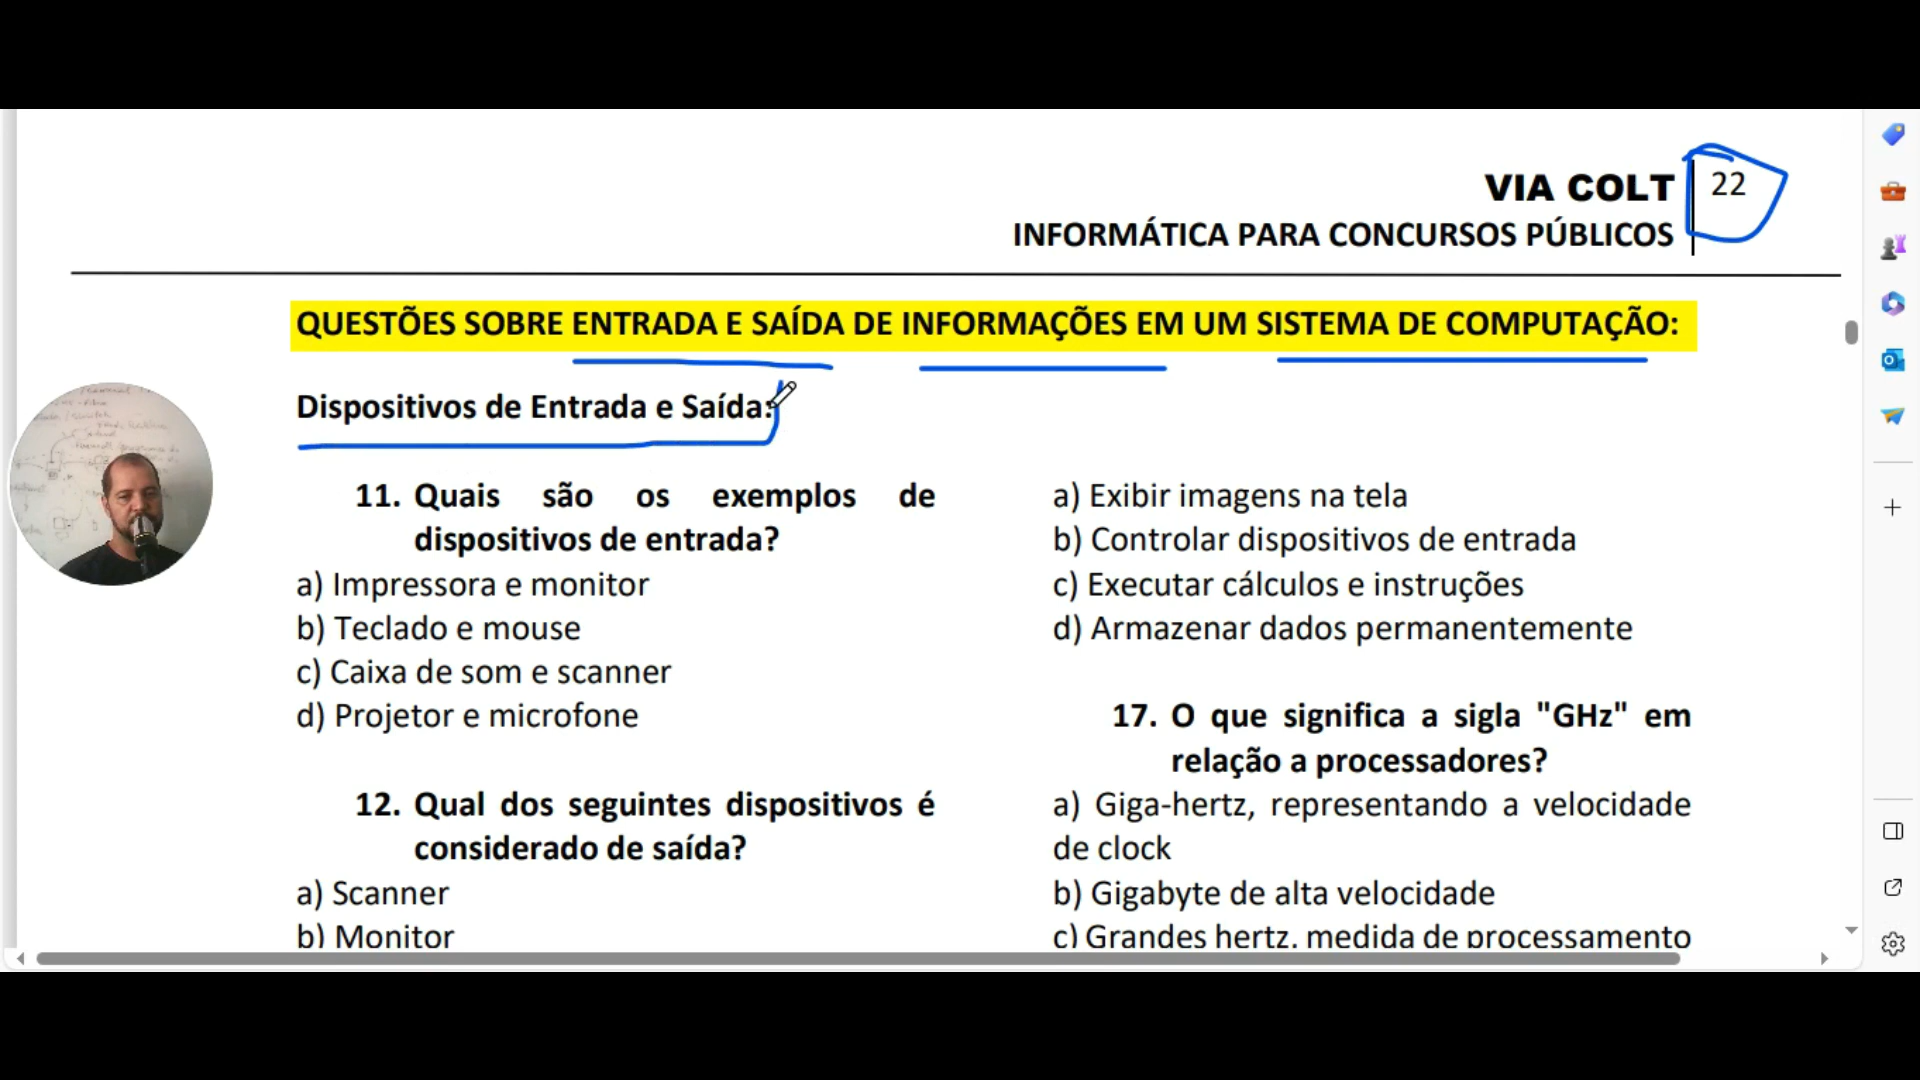 VIA COLT
22
INFORMÁTICA PARA CONCURSOS PÚBLICOS
QUESTÕES SOBRE ENTRADA E SAÍDA DE INFORMAÇÕES EM UM SISTEMA DE COMPUTAÇÃO:
Dispositivos de Entrada e Saída:
11. Quais são os exemplos de
dispositivos de entrada?
a) Impressora e monitor
b) Teclado e mouse
c) Caixa de som e scanner
d) Projetor e microfone
12. Qual dos seguintes dispositivos é
considerado de saída?
a) Scanner
b) Monitor
a) Exibir imagens na tela
b) Controlar dispositivos de entrada
c) Executar cálculos e instruções
d) Armazenar dados permanentemente
17. O que significa a sigla "GHz" em
relação a processadores?
a) Giga-hertz, representando a velocidade
de clock
b) Gigabyte de alta velocidade
c) Grandes hertz, medida de processamento